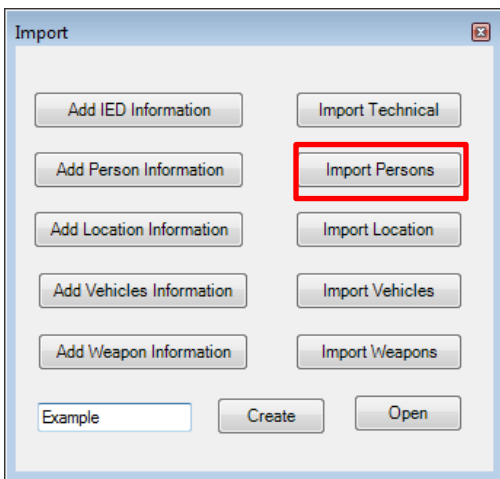 Import
Add IED Information Import Technical
Add Person Information Import Persons
Add Location Information Import Location
Add Vehicles Information Import Vehicles
Add Weapon Information Import Weapons
Example Create Open